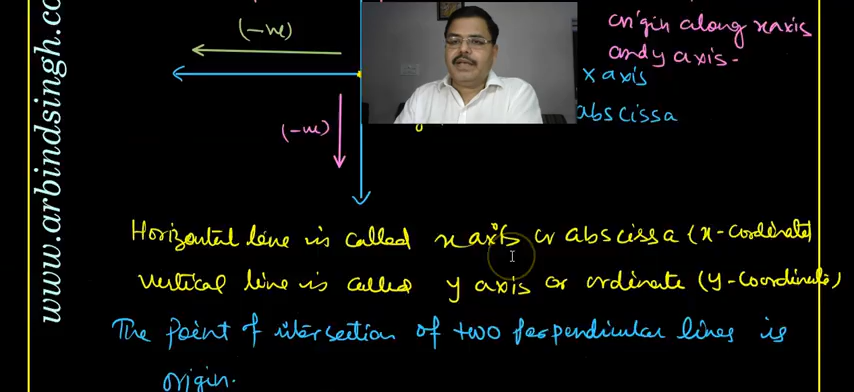 www.arbindsingh.co
origin along x axis
and y axis-
(-ve)
x axis
abscissa
(-ve)
Horizontal line is called x axis or abscissa (x-cordinate)
vertical line is called y axis or ordinate (y-coordinate)
The point of intersection of two perpendicular lines is
origin.